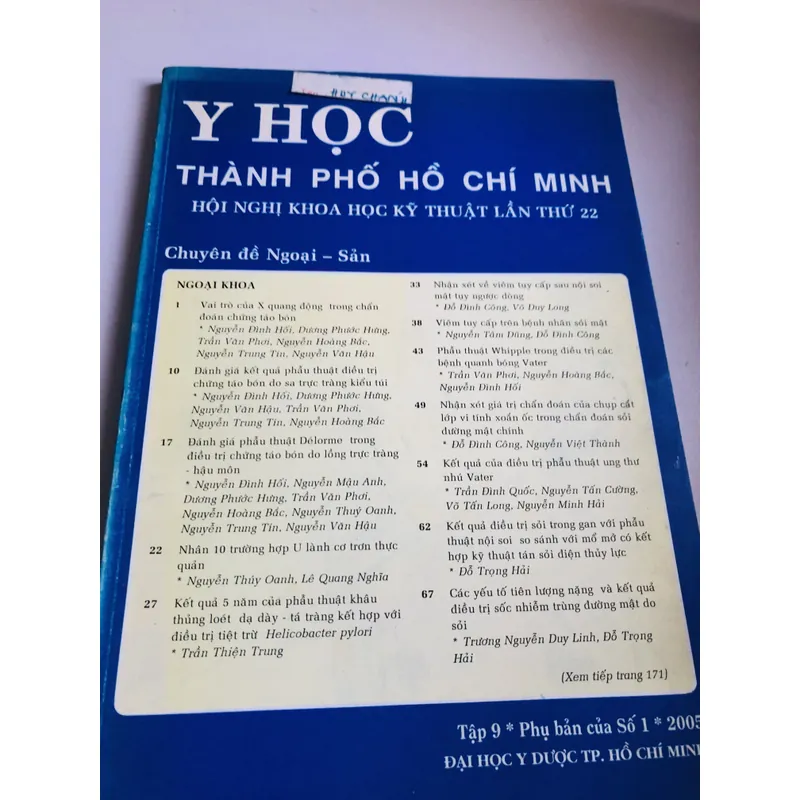 HUY CHANH
Y HỌC
THÀNH PHỐ HỒ CHÍ MINH
HỘI NGHỊ KHOA HỌC KỸ THUẬT LẦN THỨ 22
Chuyên đề Ngoại – Sản
NGOẠI KHOA
1 Vai trò của X quang động trong chẩn
đoán chứng táo bón
* Nguyễn Đình Hối, Dương Phước Hưng,
Trần Văn Phơi, Nguyễn Hoàng Bắc,
Nguyễn Trung Tín, Nguyễn Văn Hậu
10 Đánh giá kết quả phẫu thuật điều trị
chứng táo bón do sa trực tràng kiểu túi
* Nguyễn Đình Hối, Dương Phước Hưng,
Nguyễn Văn Hậu, Trần Văn Phơi,
Nguyễn Trung Tín, Nguyễn Hoàng Bắc
17 Đánh giá phẫu thuật Délorme trong
điều trị chứng táo bón do lồng trực tràng
- hậu môn
* Nguyễn Đình Hối, Nguyễn Mậu Anh,
Dương Phước Hưng, Trần Văn Phơi,
Nguyễn Hoàng Bắc, Nguyễn Thuý Oanh,
Nguyễn Trung Tín, Nguyễn Văn Hậu
22 Nhân 10 trường hợp U lành cơ trơn thực
quản
* Nguyễn Thúy Oanh, Lê Quang Nghĩa
27 Kết quả 5 năm của phẫu thuật khâu
thủng loét dạ dày - tá tràng kết hợp với
điều trị tiệt trừ Helicobacter pylori
* Trần Thiện Trung
33 Nhận xét về viêm tuỵ cấp sau nội soi
mật tụy ngược dòng
* Đỗ Đình Công, Võ Duy Long
38 Viêm tuy cấp trên bệnh nhân sỏi mật
* Nguyễn Tâm Dũng, Đỗ Đình Công
43 Phẫu thuật Whipple trong điều trị các
bệnh quanh bóng Vater
* Trần Văn Phơi, Nguyễn Hoàng Bắc,
Nguyễn Đình Hối
49 Nhận xét giá trị chẩn đoán của chụp cắt
lớp vi tính xoắn ốc trong chẩn đoán sỏi
đường mật chính
* Đỗ Đình Công, Nguyễn Việt Thành
54 Kết quả của điều trị phẫu thuật ung thư
nhú Vater
* Trần Đình Quốc, Nguyễn Tấn Cường,
Võ Tấn Long, Nguyễn Minh Hải
62 Kết quả điều trị sỏi trong gan với phẫu
thuật nội soi so sánh với mổ mở có kết
hợp kỹ thuật tán sỏi điện thủy lực
* Đỗ Trọng Hải
67 Các yếu tố tiên lượng nặng và kết quả
điều trị sốc nhiễm trùng đường mật do
sỏi
* Trương Nguyễn Duy Linh, Đỗ Trọng
Hải
(Xem tiếp trang 171)
Tập 9 * Phụ bản của Số 1 * 2005
ĐẠI HỌC Y DƯỢC TP. HỒ CHÍ MINH